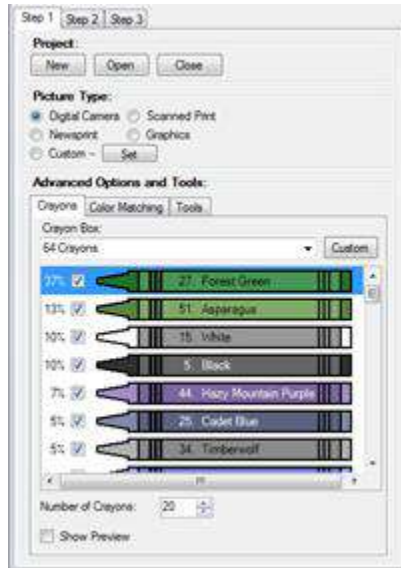 Step 1 Step 2 Step 3
Project:
New Open Close
Picture Type:
Digital Camera Scanned Print
Newsprint Graphics
Custom - Set
Advanced Options and Tools:
Crayons Color Matching Tools
Crayon Box:
64 Crayons Custom
37% 27. Forest Green
13% 51. Asparagus
10% 15. White
10% 5. Black
7% 44. Hazy Mountain Purple
5% 25. Cadet Blue
5% 34. Timberwolf
Number of Crayons: 20
Show Preview